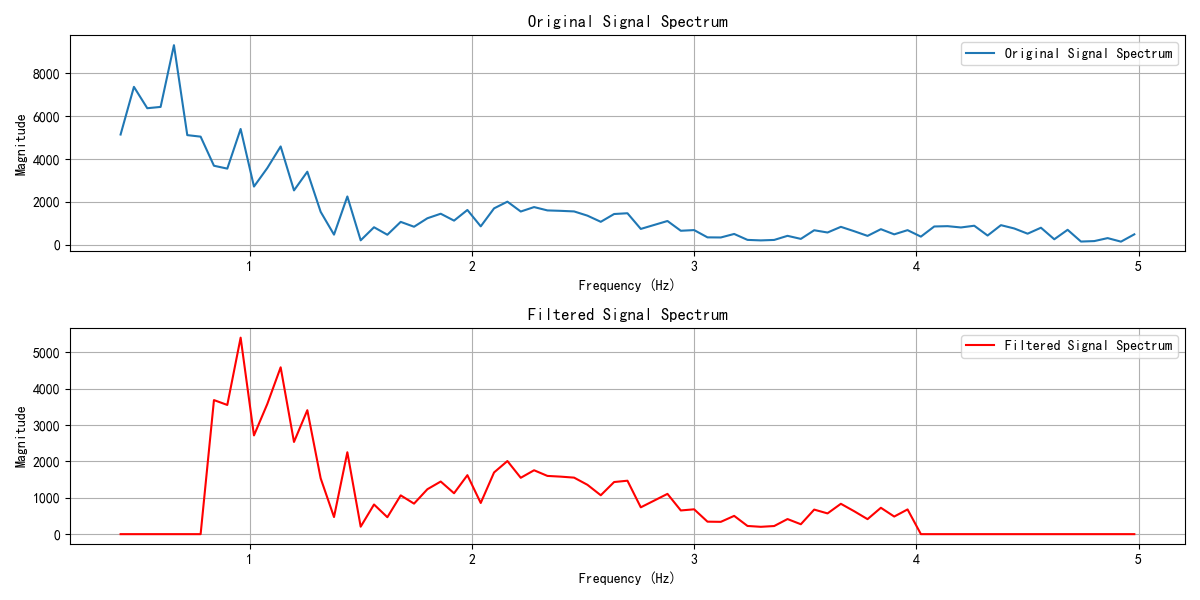 Original Signal Spectrum
Original Signal Spectrum
Magnitude
8000
6000
4000
2000
0
1 2 3 4 5
Frequency (Hz)
Filtered Signal Spectrum
Filtered Signal Spectrum
Magnitude
5000
4000
3000
2000
1000
0
1 2 3 4 5
Frequency (Hz)